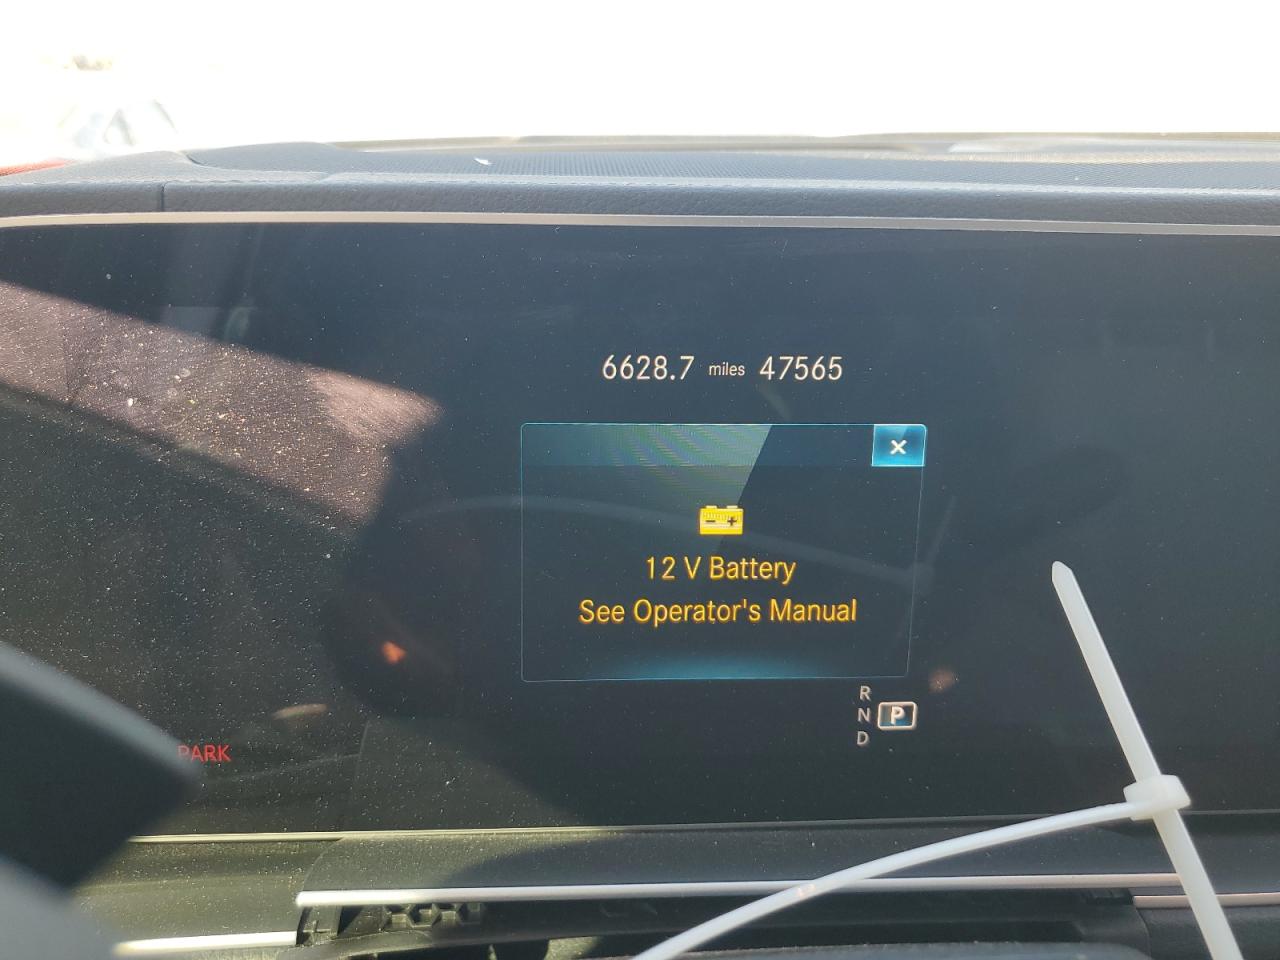 6628.7 miles 47565
X
12 V Battery
See Operator's Manual
R
N P
D
PARK